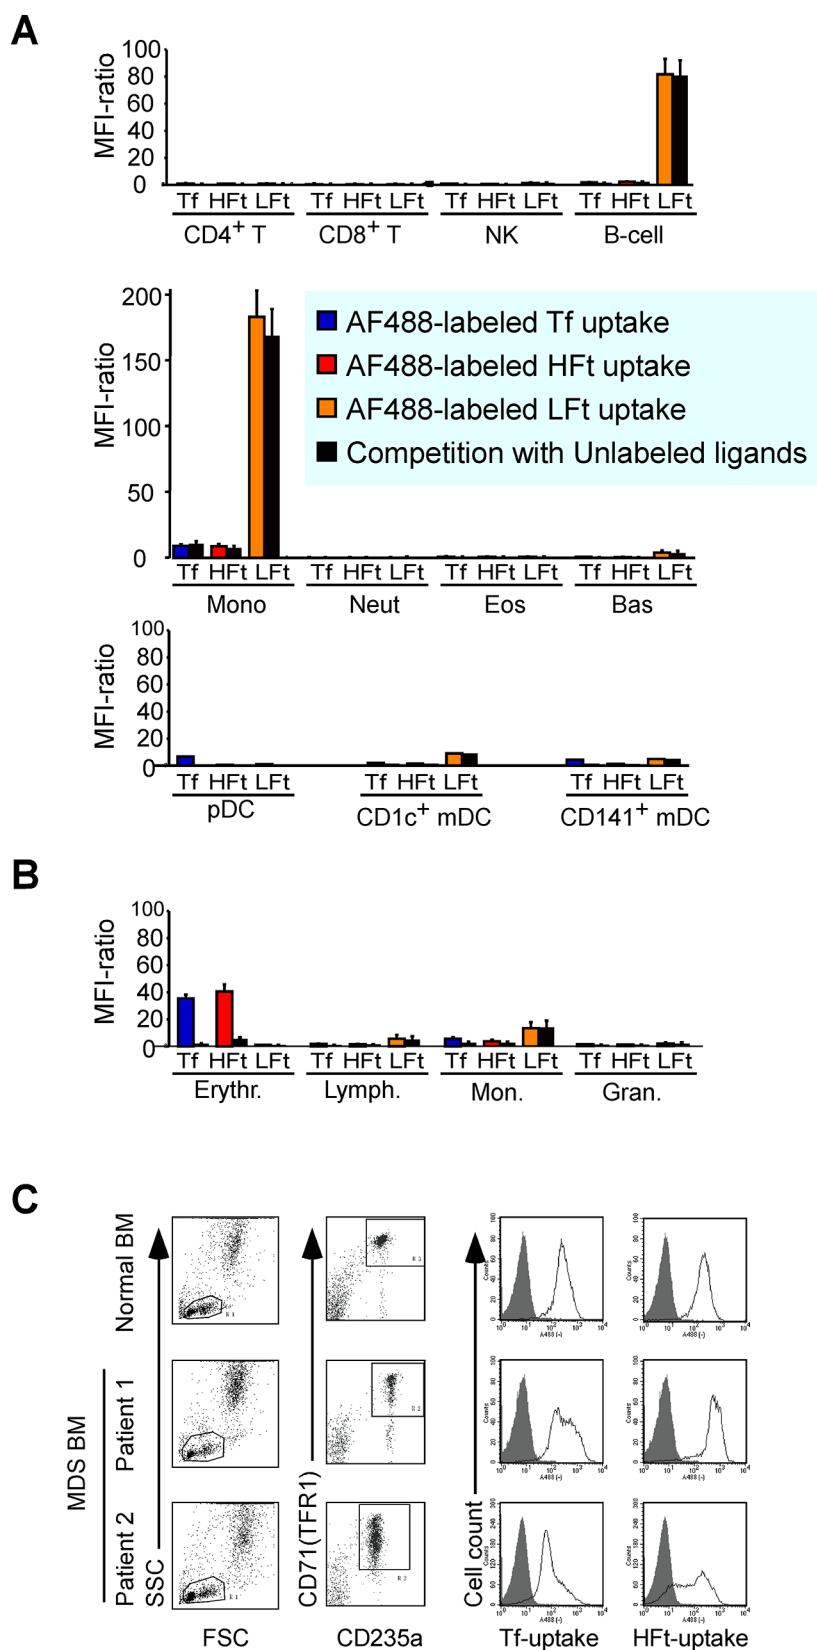 A
MFI-ratio
100
80
60
40
20
0
Tf HFt LFt Tf HFt LFt Tf HFt LFt Tf HFt LFt
CD4+ T CD8+ T NK B-cell
MFI-ratio
200
150
100
50
0
AF488-labeled Tf uptake
AF488-labeled HFt uptake
AF488-labeled LFt uptake
Competition with Unlabeled ligands
Tf HFt LFt Tf HFt LFt Tf HFt LFt Tf HFt LFt
Mono Neut Eos Bas
MFI-ratio
100
80
60
40
20
0
Tf HFt LFt Tf HFt LFt Tf HFt LFt
pDC CD1c+ mDC CD141+ mDC
B
MFI-ratio
100
80
60
40
20
0
Tf HFt LFt Tf HFt LFt Tf HFt LFt Tf HFt LFt
Erythr. Lymph. Mon. Gran.
C
Normal BM
MDS BM
Patient 1
Patient 2
SSC
CD71(TFR1)
Cell count
R1
Counts
A488 (-)
FSC CD235a Tf-uptake HFt-uptake